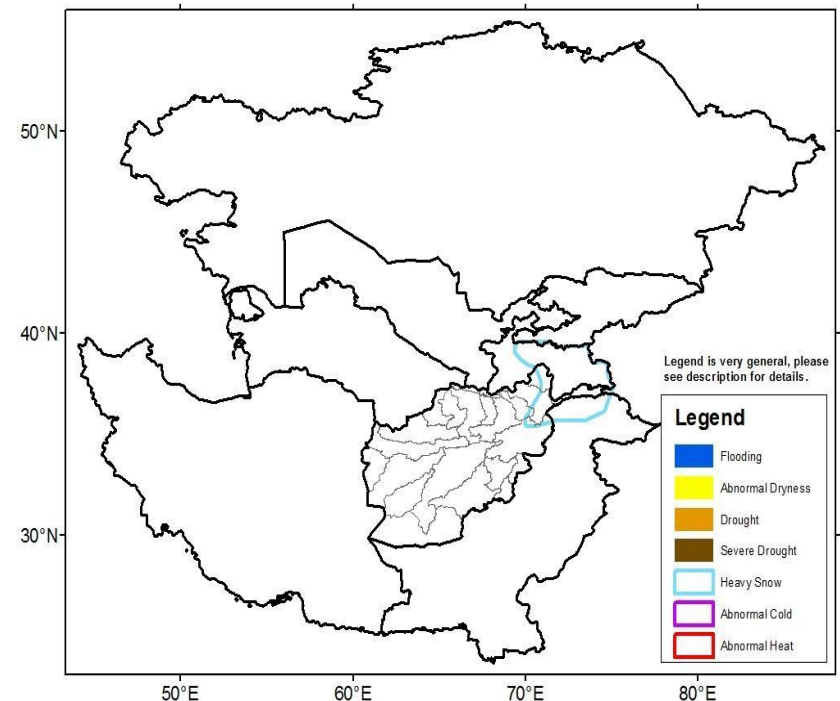 50°N
40°N
30°N
Legend is very general, please
see description for details.
Legend
Flooding
Abnormal Dryness
Drought
Severe Drought
Heavy Snow
Abnormal Cold
Abnormal Heat
50°E
60°E
70°E
80°E